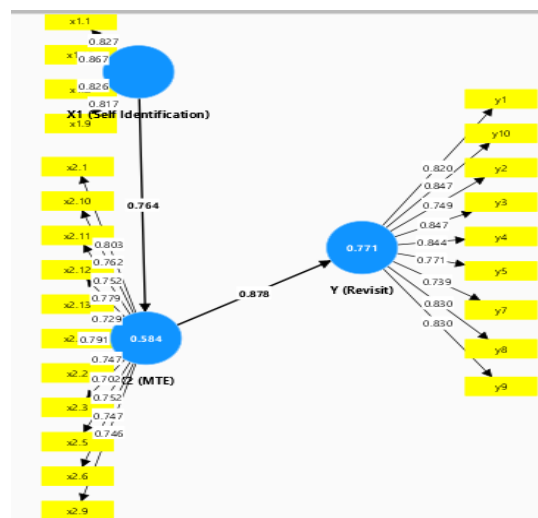 x1.1
0.827
0.867
0.826
0.817
x1.9
X1 (Self Identification)
0.764
x2.1
x2.10
x2.11
x2.12
x2.13
x2.2
x2.3
x2.5
x2.6
x2.9
0.803
0.762
0.752
0.779
0.729
0.791
0.747
0.702
0.752
0.747
0.746
0.584
2 (MTE)
0.878
0.771
Y (Revisit)
0.820
0.847
0.749
0.847
0.844
0.771
0.739
0.830
0.830
y1
y10
y2
y3
y4
y5
y7
y8
y9